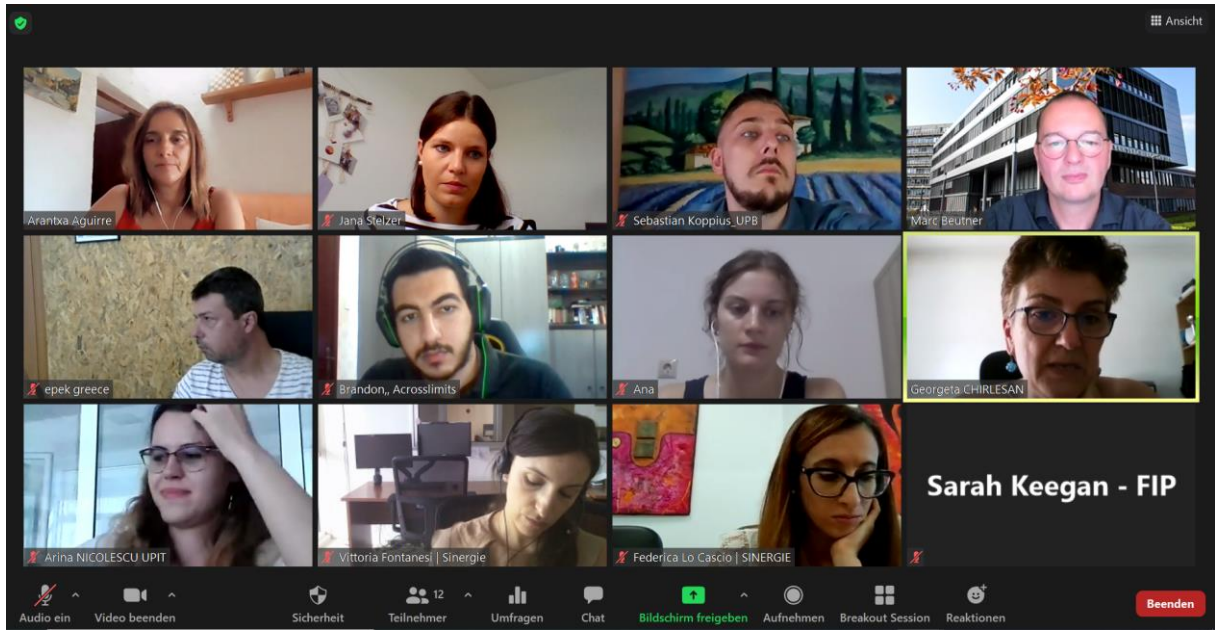 Ansicht
Arantxa Aguirre
Jana Stelzer
Sebastian Koppius_UPB
Marc Beutner
epek greece
Brandon,, Acrosslimits
Ana
Georgeta CHIRLESAN
Arina NICOLESCU UPIT
Vittoria Fontanesi | Sinergie
Federica Lo Cascio | SINERGIE
Sarah Keegan - FIP
12
Audio ein
Video beenden
Sicherheit
Teilnehmer
Umfragen
Chat
Bildschirm freigeben
Aufnehmen
Breakout Session
Reaktionen
Beenden